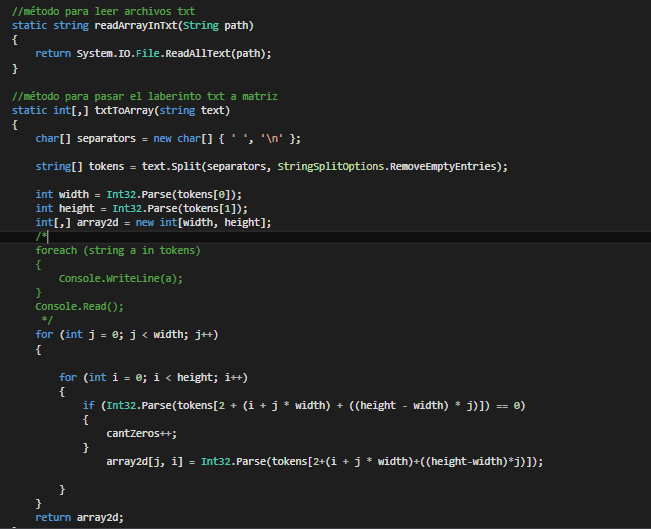 //método para leer archivos txt
static string readArrayInTxt(String path)
{
return System.IO.File.ReadAllText(path);
}
//método para pasar el laberinto txt a matriz
static int[,] txtToArray(string text)
{
char[] separators = new char[] { ' ', '\n' };
string[] tokens = text.Split(separators, StringSplitOptions.RemoveEmptyEntries);
int width = Int32.Parse(tokens[0]);
int height = Int32.Parse(tokens[1]);
int[,] array2d = new int[width, height];
/*
foreach (string a in tokens)
{
Console.WriteLine(a);
}
Console.Read();
*/
for (int j = 0; j < width; j++)
{
for (int i = 0; i < height; i++)
{
if (Int32.Parse(tokens[2 + (i + j * width) + ((height - width) * j)]) == 0)
{
cantZeros++;
}
array2d[j, i] = Int32.Parse(tokens[2+(i + j * width)+((height-width)*j)]);
}
}
return array2d;